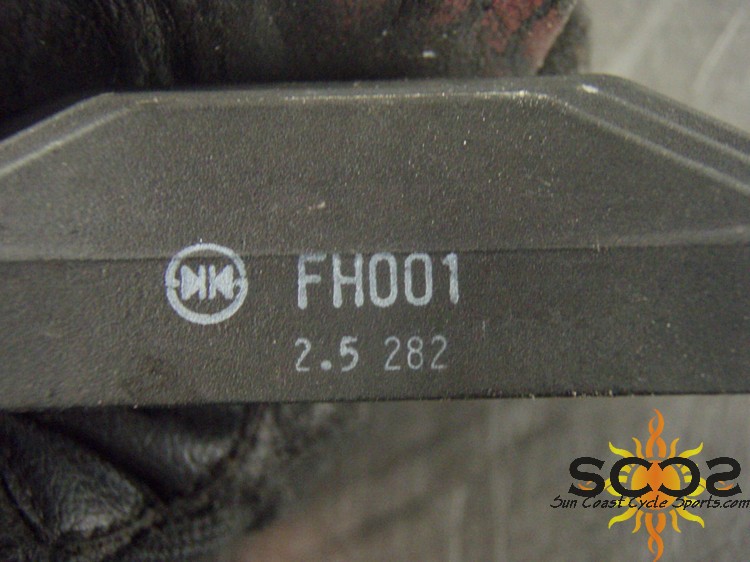 FH001
2.5 282
SCCS
Sun Coast Cycle Sports.com